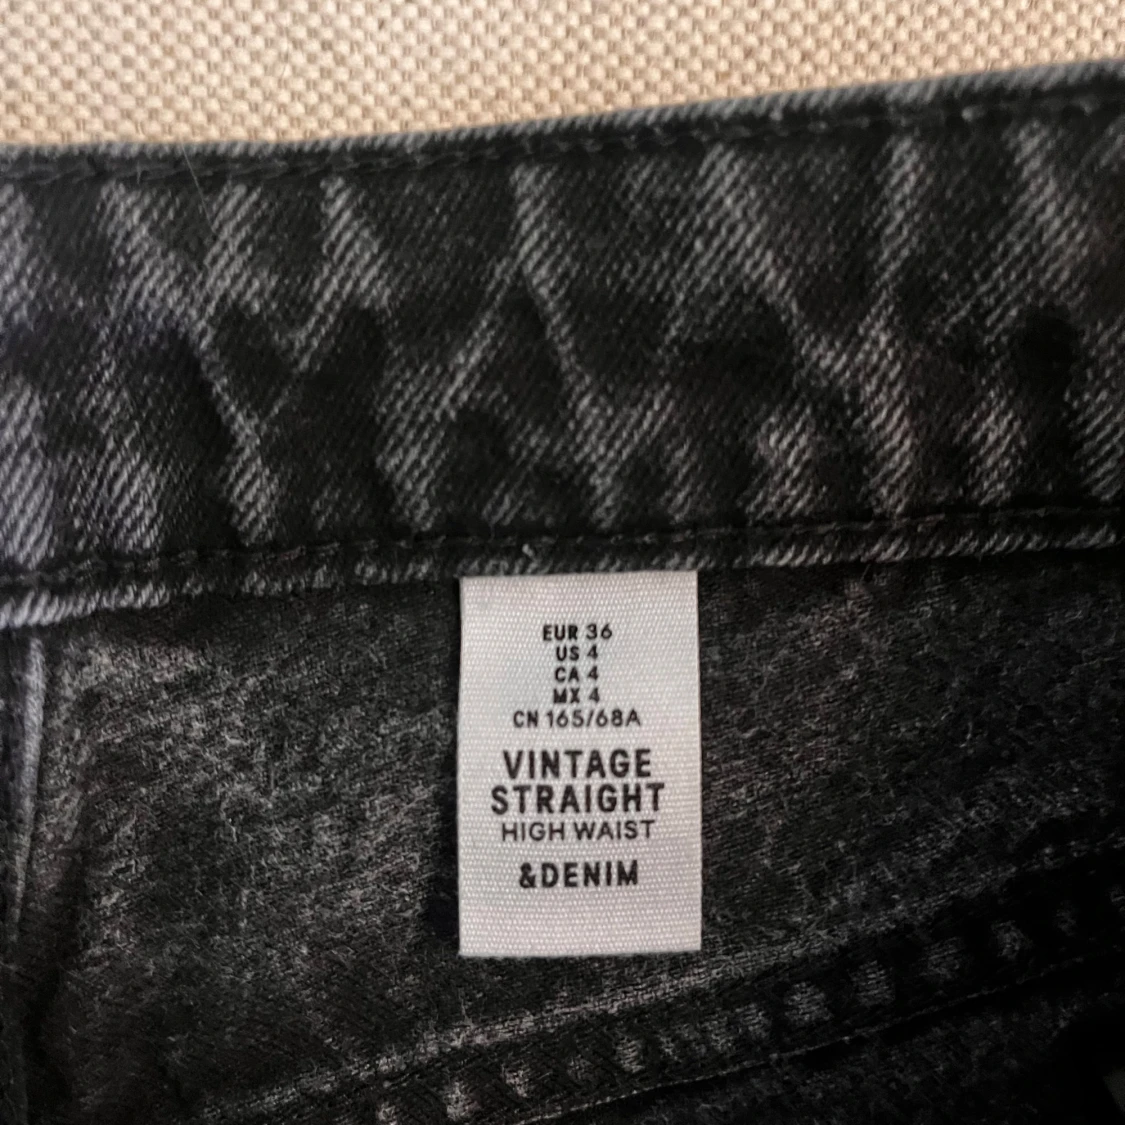 EUR 36
US 4
CA 4
MX 4
CN 165/68A
VINTAGE
STRAIGHT
HIGH WAIST
&DENIM